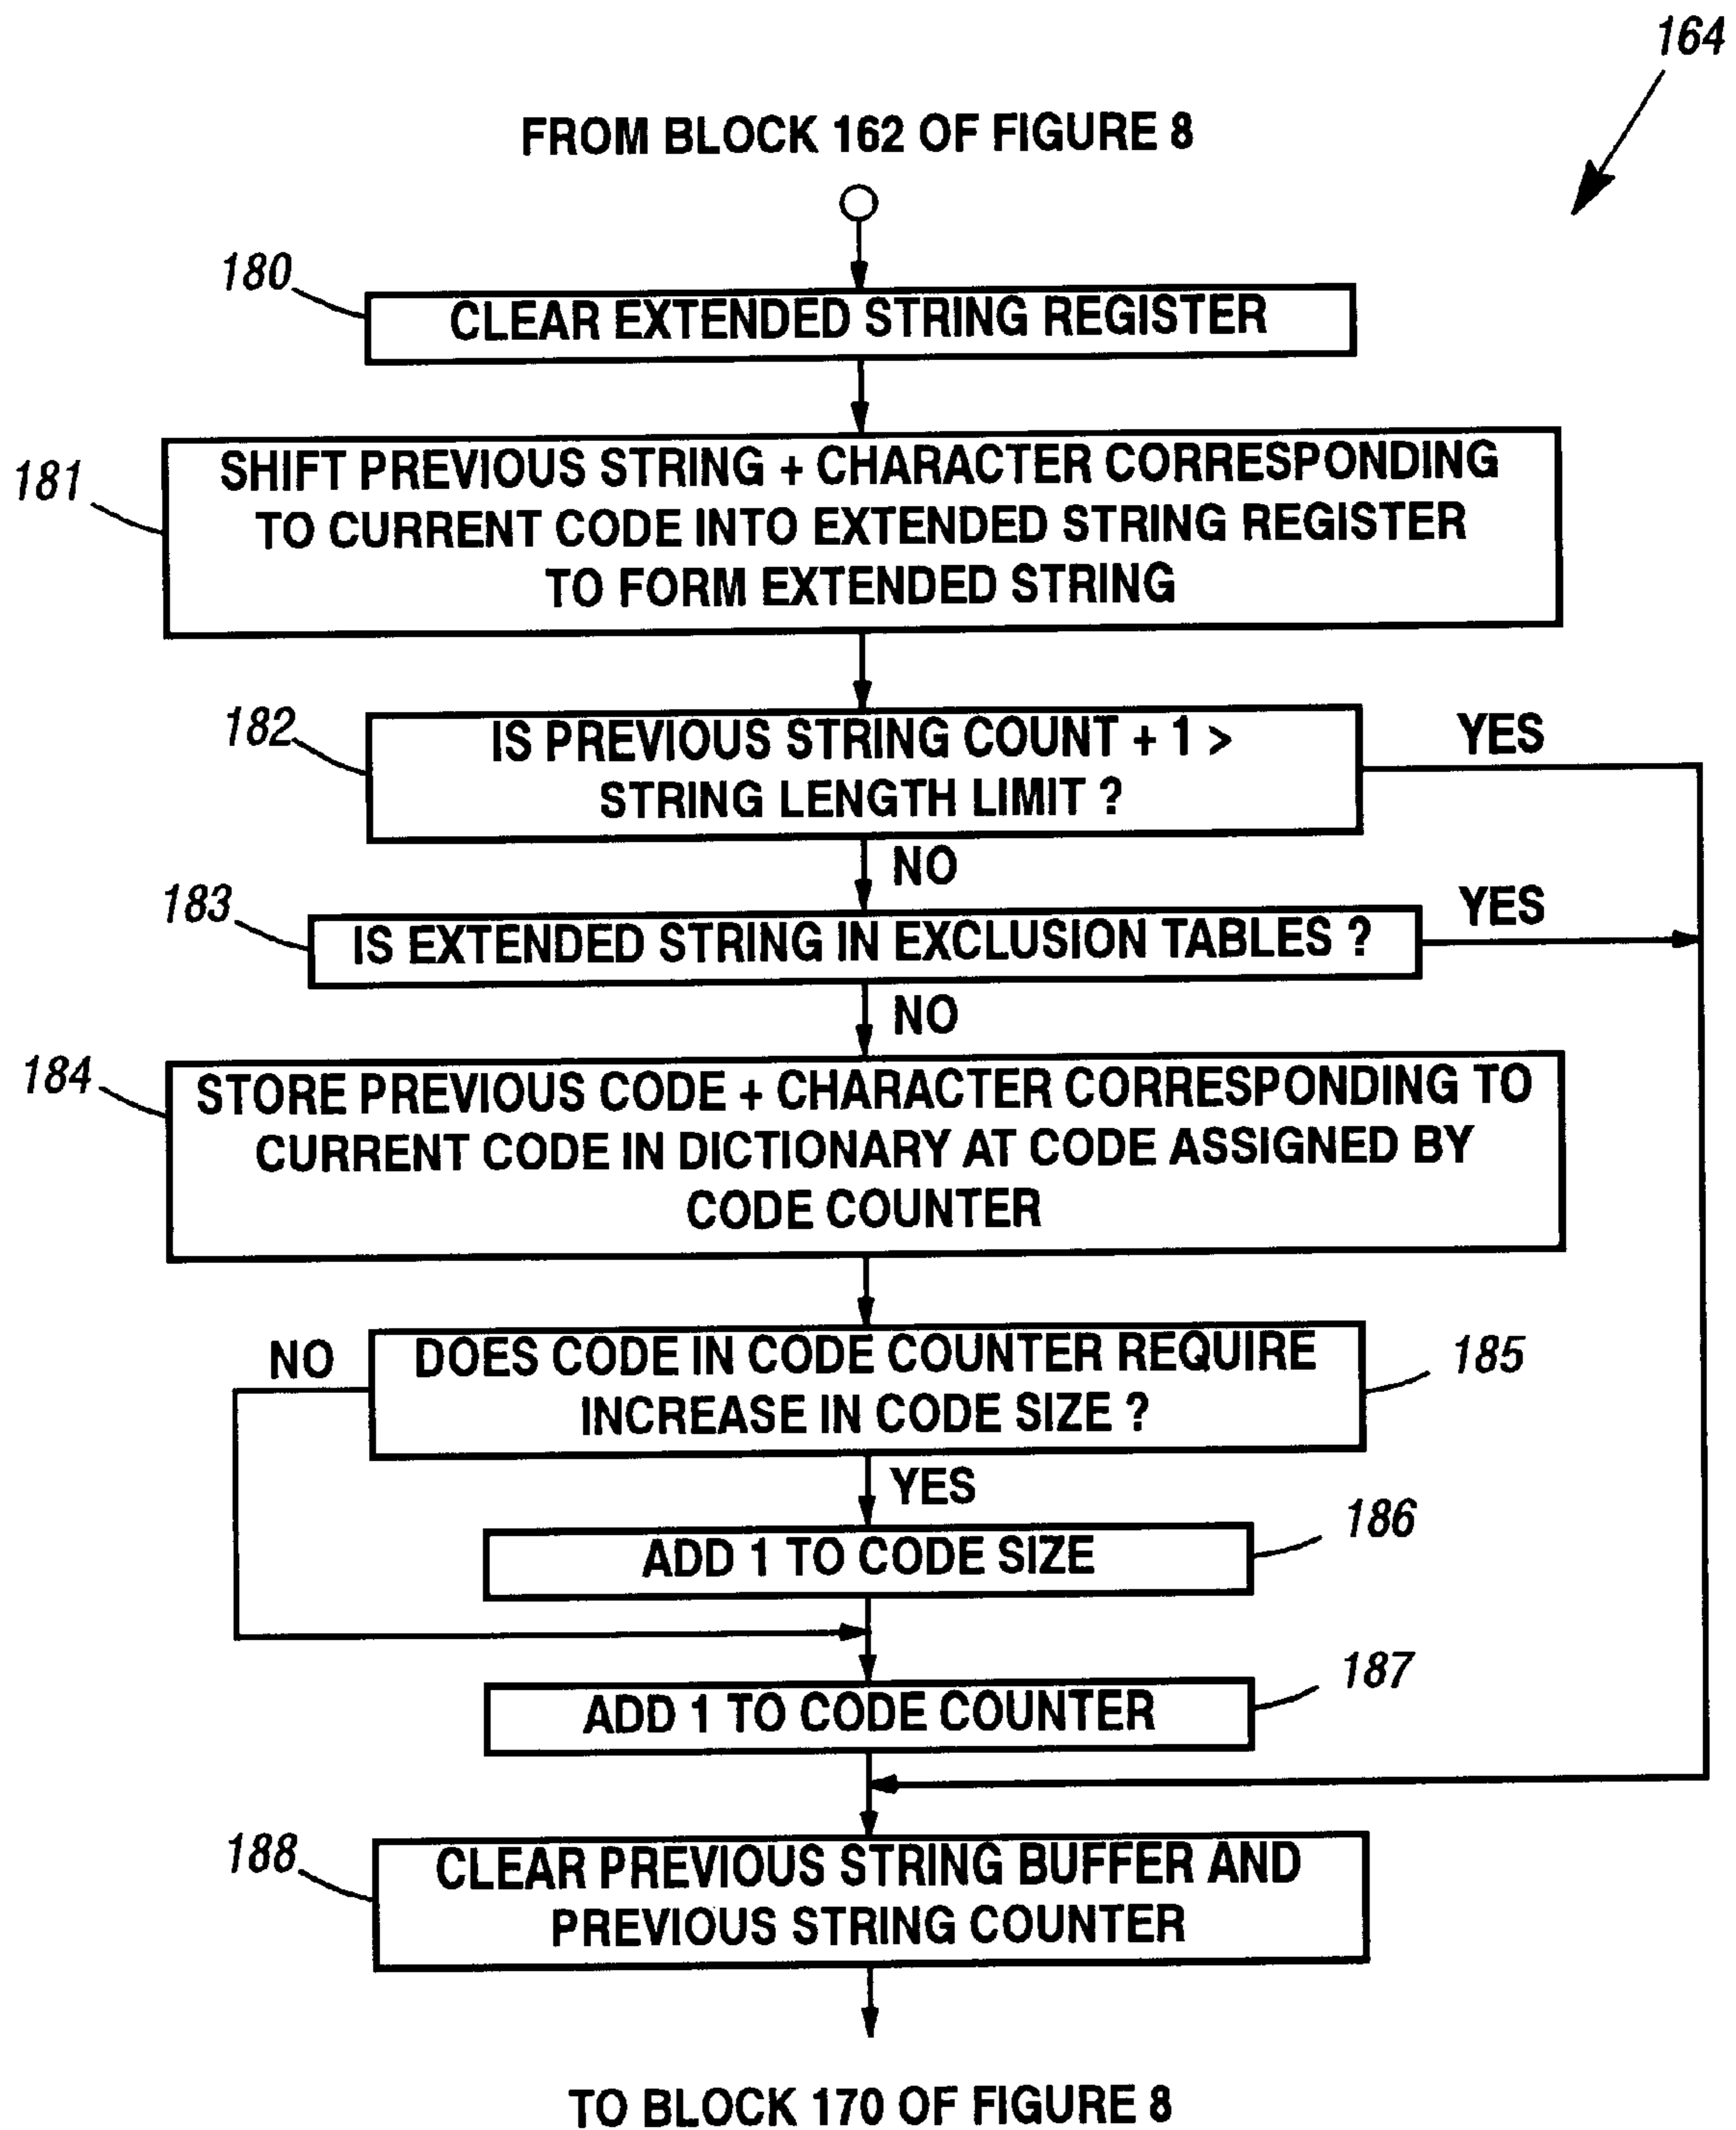 164
FROM BLOCK 162 OF FIGURE 8
180
CLEAR EXTENDED STRING REGISTER
181
SHIFT PREVIOUS STRING + CHARACTER CORRESPONDING
TO CURRENT CODE INTO EXTENDED STRING REGISTER
TO FORM EXTENDED STRING
182
IS PREVIOUS STRING COUNT + 1 >
STRING LENGTH LIMIT ?
YES
NO
183
IS EXTENDED STRING IN EXCLUSION TABLES ?
YES
NO
184
STORE PREVIOUS CODE + CHARACTER CORRESPONDING TO
CURRENT CODE IN DICTIONARY AT CODE ASSIGNED BY
CODE COUNTER
NO
DOES CODE IN CODE COUNTER REQUIRE
INCREASE IN CODE SIZE ?
185
YES
ADD 1 TO CODE SIZE
186
ADD 1 TO CODE COUNTER
187
188
CLEAR PREVIOUS STRING BUFFER AND
PREVIOUS STRING COUNTER
TO BLOCK 170 OF FIGURE 8